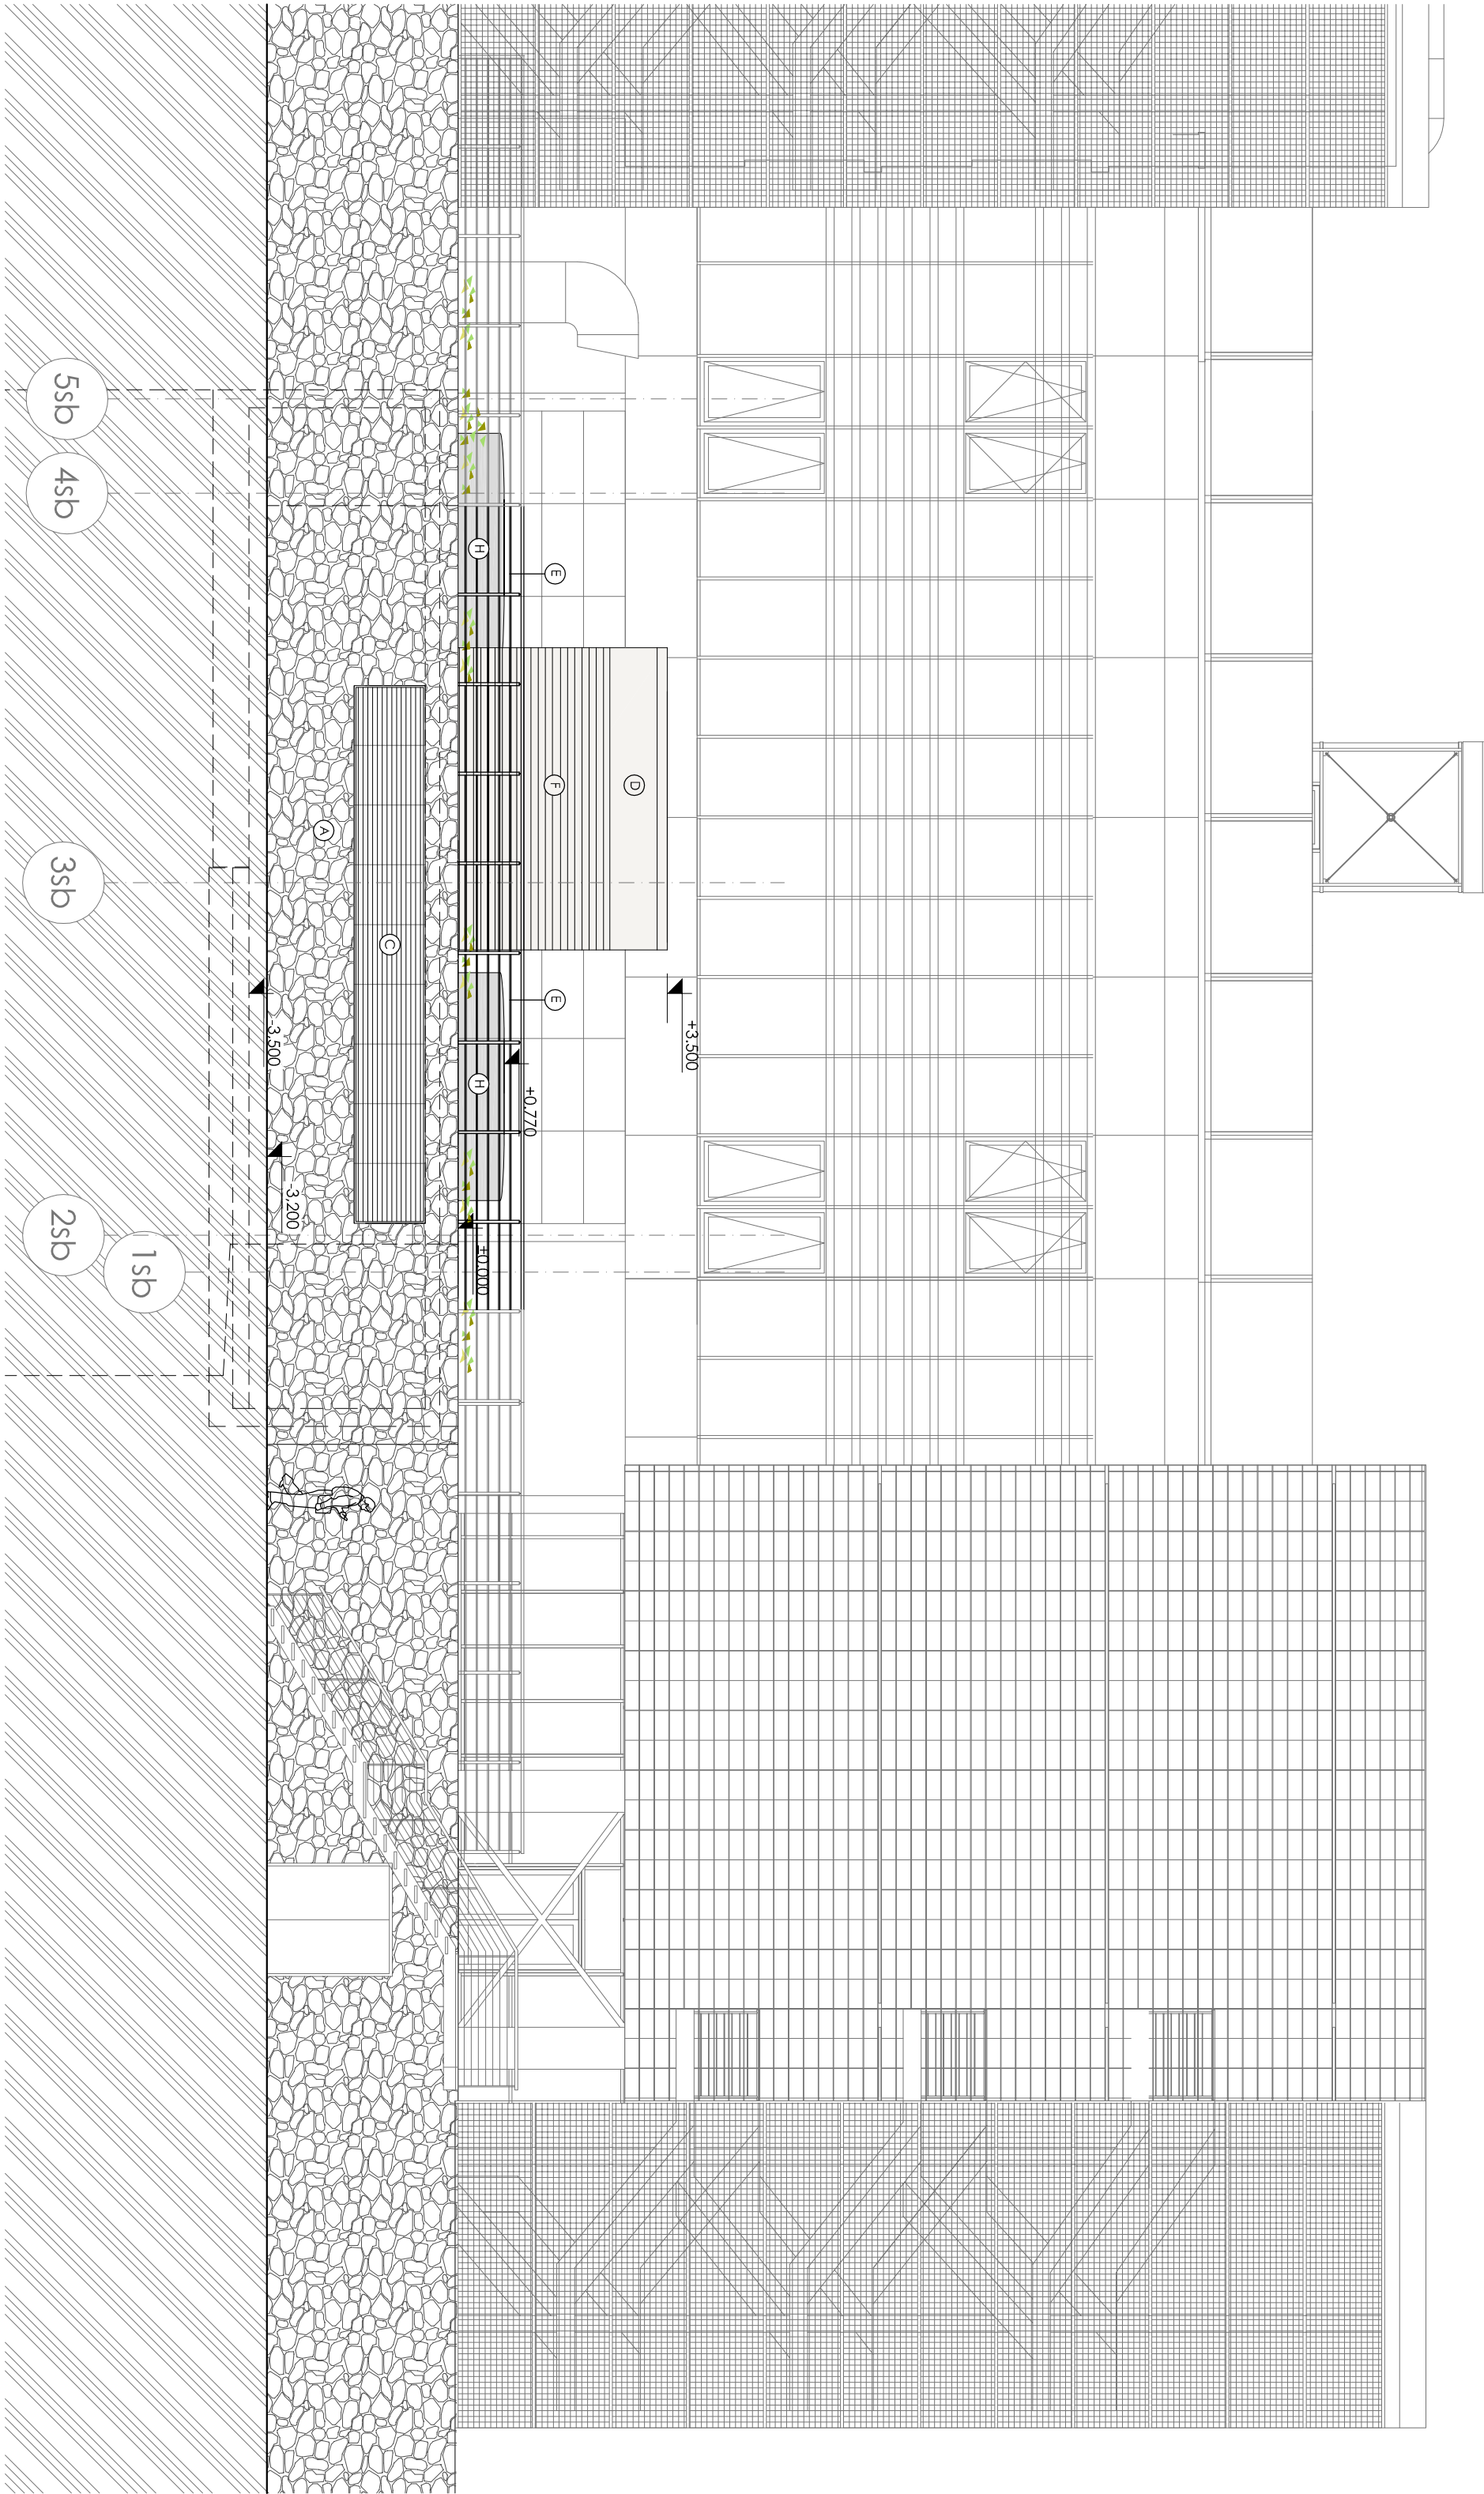 +3.500
D
E
F
E
+0.770
H
H
±0.000
C
A
-3,200
-3,500
1sb
5sb
4sb
3sb
2sb